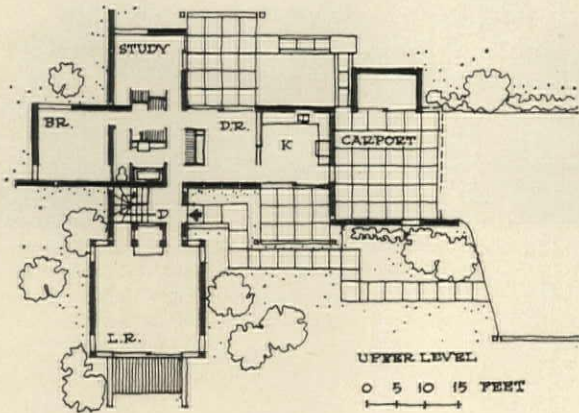 STUDY
BR.
D.R.
K
CARPORT
D
L.R.
UPPER LEVEL
0 5 10 15 FEET